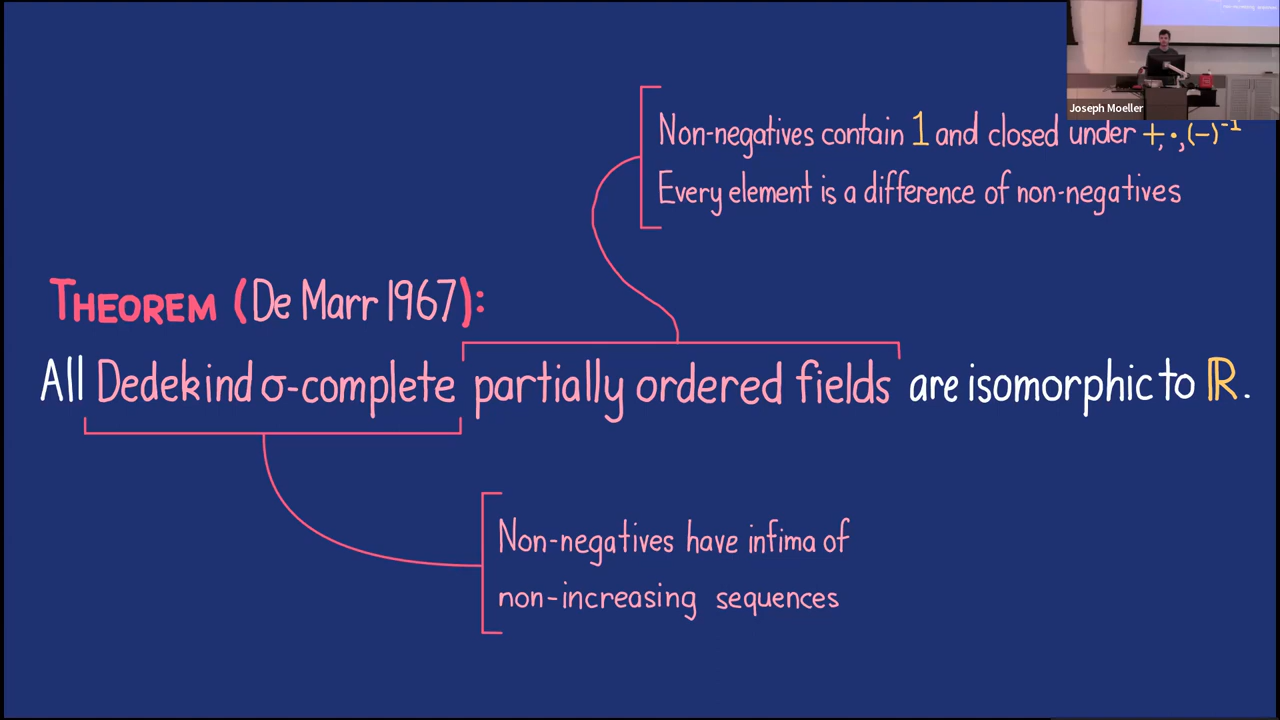 Joseph Moeller
Non-negatives contain 1 and closed under +, ·, (−)⁻¹
Every element is a difference of non-negatives
THEOREM (De Marr 1967):
All Dedekind σ-complete partially ordered fields are isomorphic to ℝ.
Non-negatives have infima of
non-increasing sequences